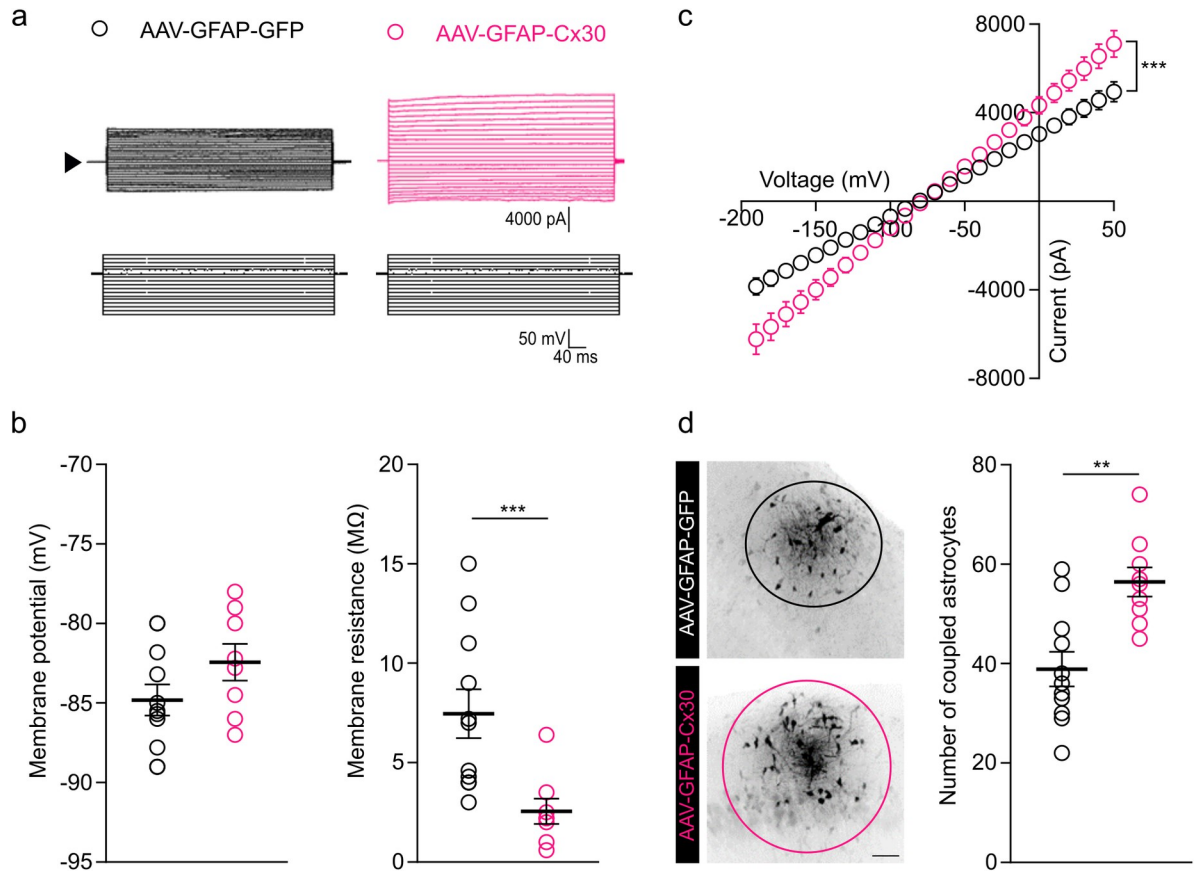 a
AAV-GFAP-GFP
AAV-GFAP-Cx30
4000 pA
50 mV
40 ms
c
8000
4000
-4000
-8000
Voltage (mV)
-200
-150
-100
-50
50
Current (pA)
***
b
Membrane potential (mV)
-70
-75
-80
-85
-90
-95
Membrane resistance (MΩ)
20
15
10
5
0
***
d
AAV-GFAP-GFP
AAV-GFAP-Cx30
Number of coupled astrocytes
80
60
40
20
0
**